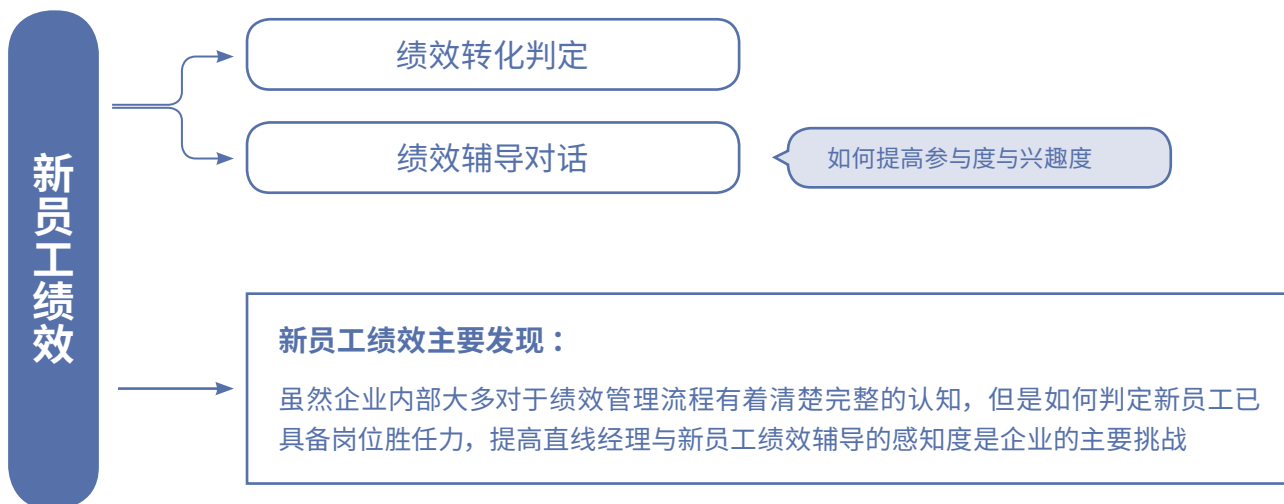 新员工绩效
绩效转化判定
绩效辅导对话
如何提高参与度与兴趣度
新员工绩效主要发现：
虽然企业内部大多对于绩效管理流程有着清楚完整的认知，但是如何判定新员工已
具备岗位胜任力，提高直线经理与新员工绩效辅导的感知度是企业的主要挑战